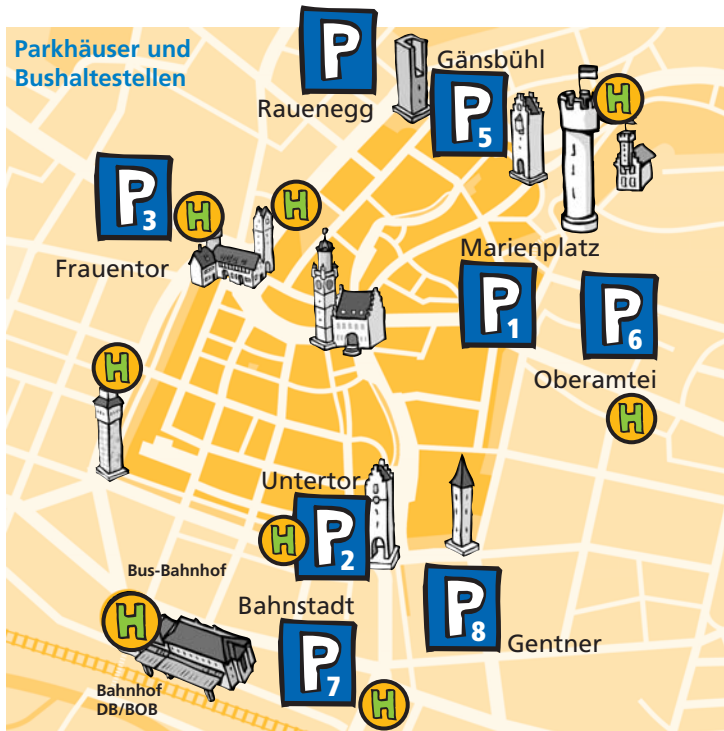 Parkhäuser und
Bushaltestellen
P
Rauenegg
Gänsbühl
P5
H
P3
H
H
Frauentor
Marienplatz
P1
P6
Oberamtei
H
H
Untertor
H
P2
Bus-Bahnhof
H
Bahnhof
DB/BOB
Bahnstadt
P7
H
P8
Gentner